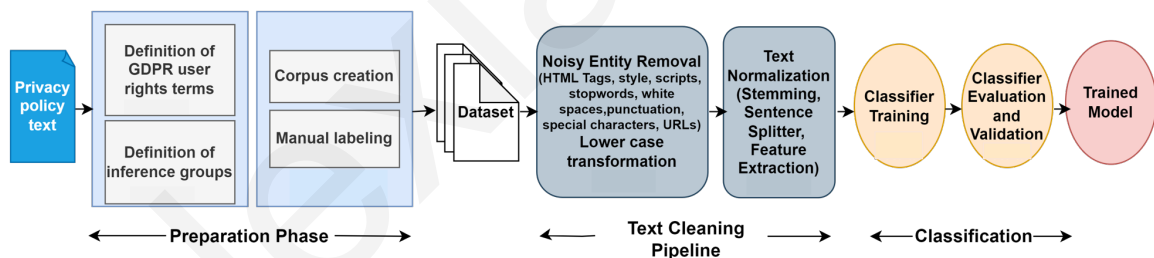 Privacy
policy
text
Definition of
GDPR user
rights terms
Definition of
inference groups
Corpus creation
Manual labeling
Dataset
Noisy Entity Removal
(HTML Tags, style, scripts,
stopwords, white
spaces,punctuation,
special characters, URLs)
Lower case
transformation
Text
Normalization
(Stemming,
Sentence
Splitter,
Feature
Extraction)
Classifier
Training
Classifier
Evaluation
and
Validation)
Trained
Model
Preparation Phase
Text Cleaning
Pipeline
Classification